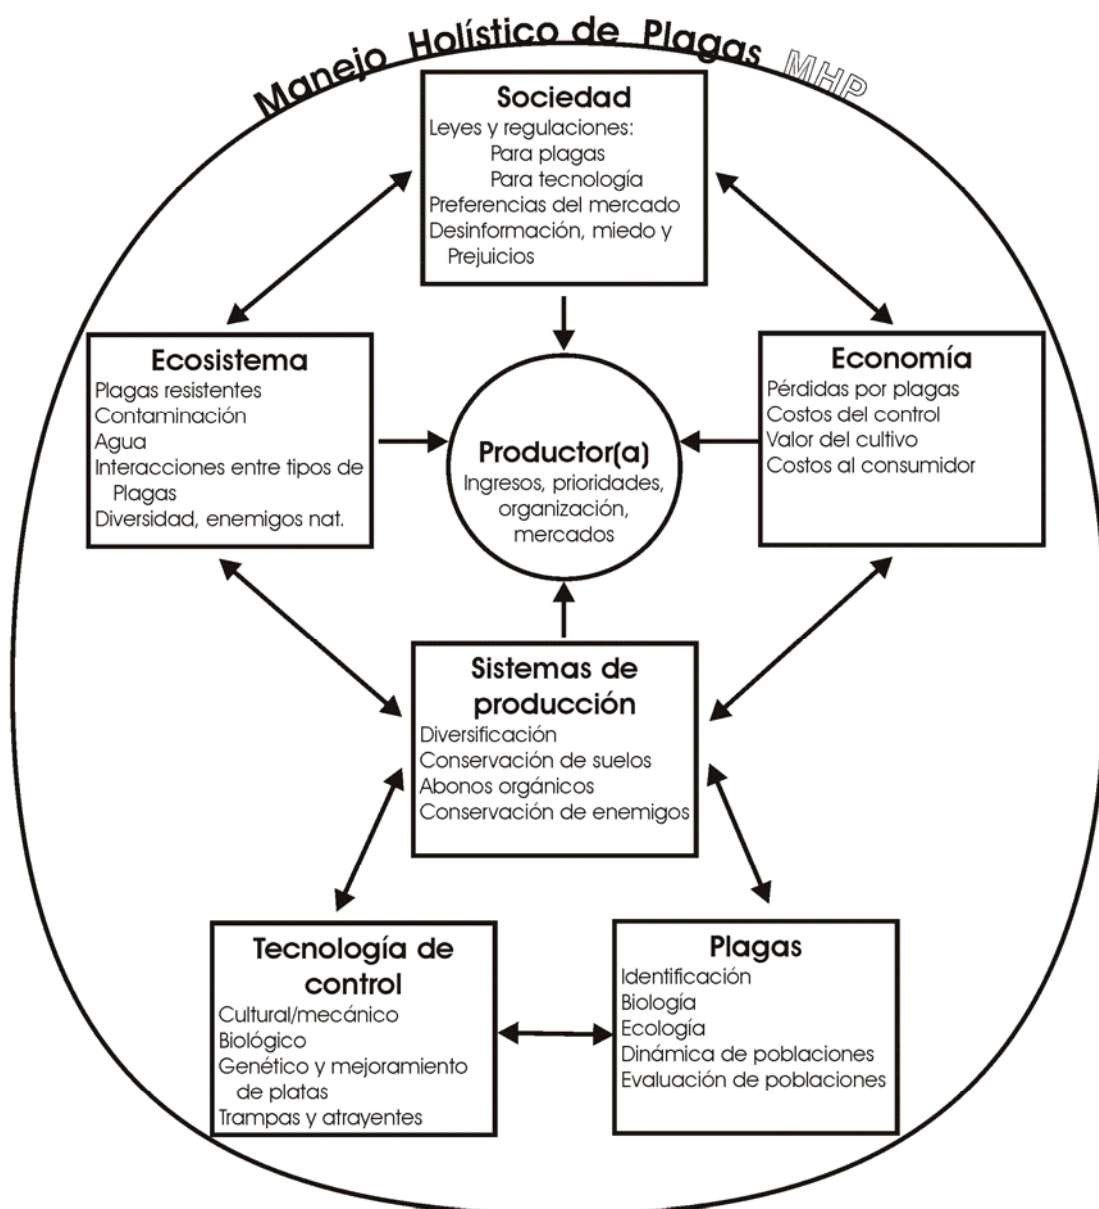 Manejo Holístico de Plagas MHP
Sociedad
Leyes y regulaciones:
Para plagas
Para tecnología
Preferencias del mercado
Desinformación, miedo y
Prejuicios
Ecosistema
Plagas resistentes
Contaminación
Agua
Interacciones entre tipos de
Plagas
Diversidad, enemigos nat.
Productor(a)
Ingresos, prioridades,
organización,
mercados
Economía
Pérdidas por plagas
Costos del control
Valor del cultivo
Costos al consumidor
Sistemas de
producción
Diversificación
Conservación de suelos
Abonos orgánicos
Conservación de enemigos
Tecnología de
control
Cultural/mecánico
Biológico
Genético y mejoramiento
de platas
Trampas y atrayentes
Plagas
Identificación
Biología
Ecología
Dinámica de poblaciones
Evaluación de poblaciones